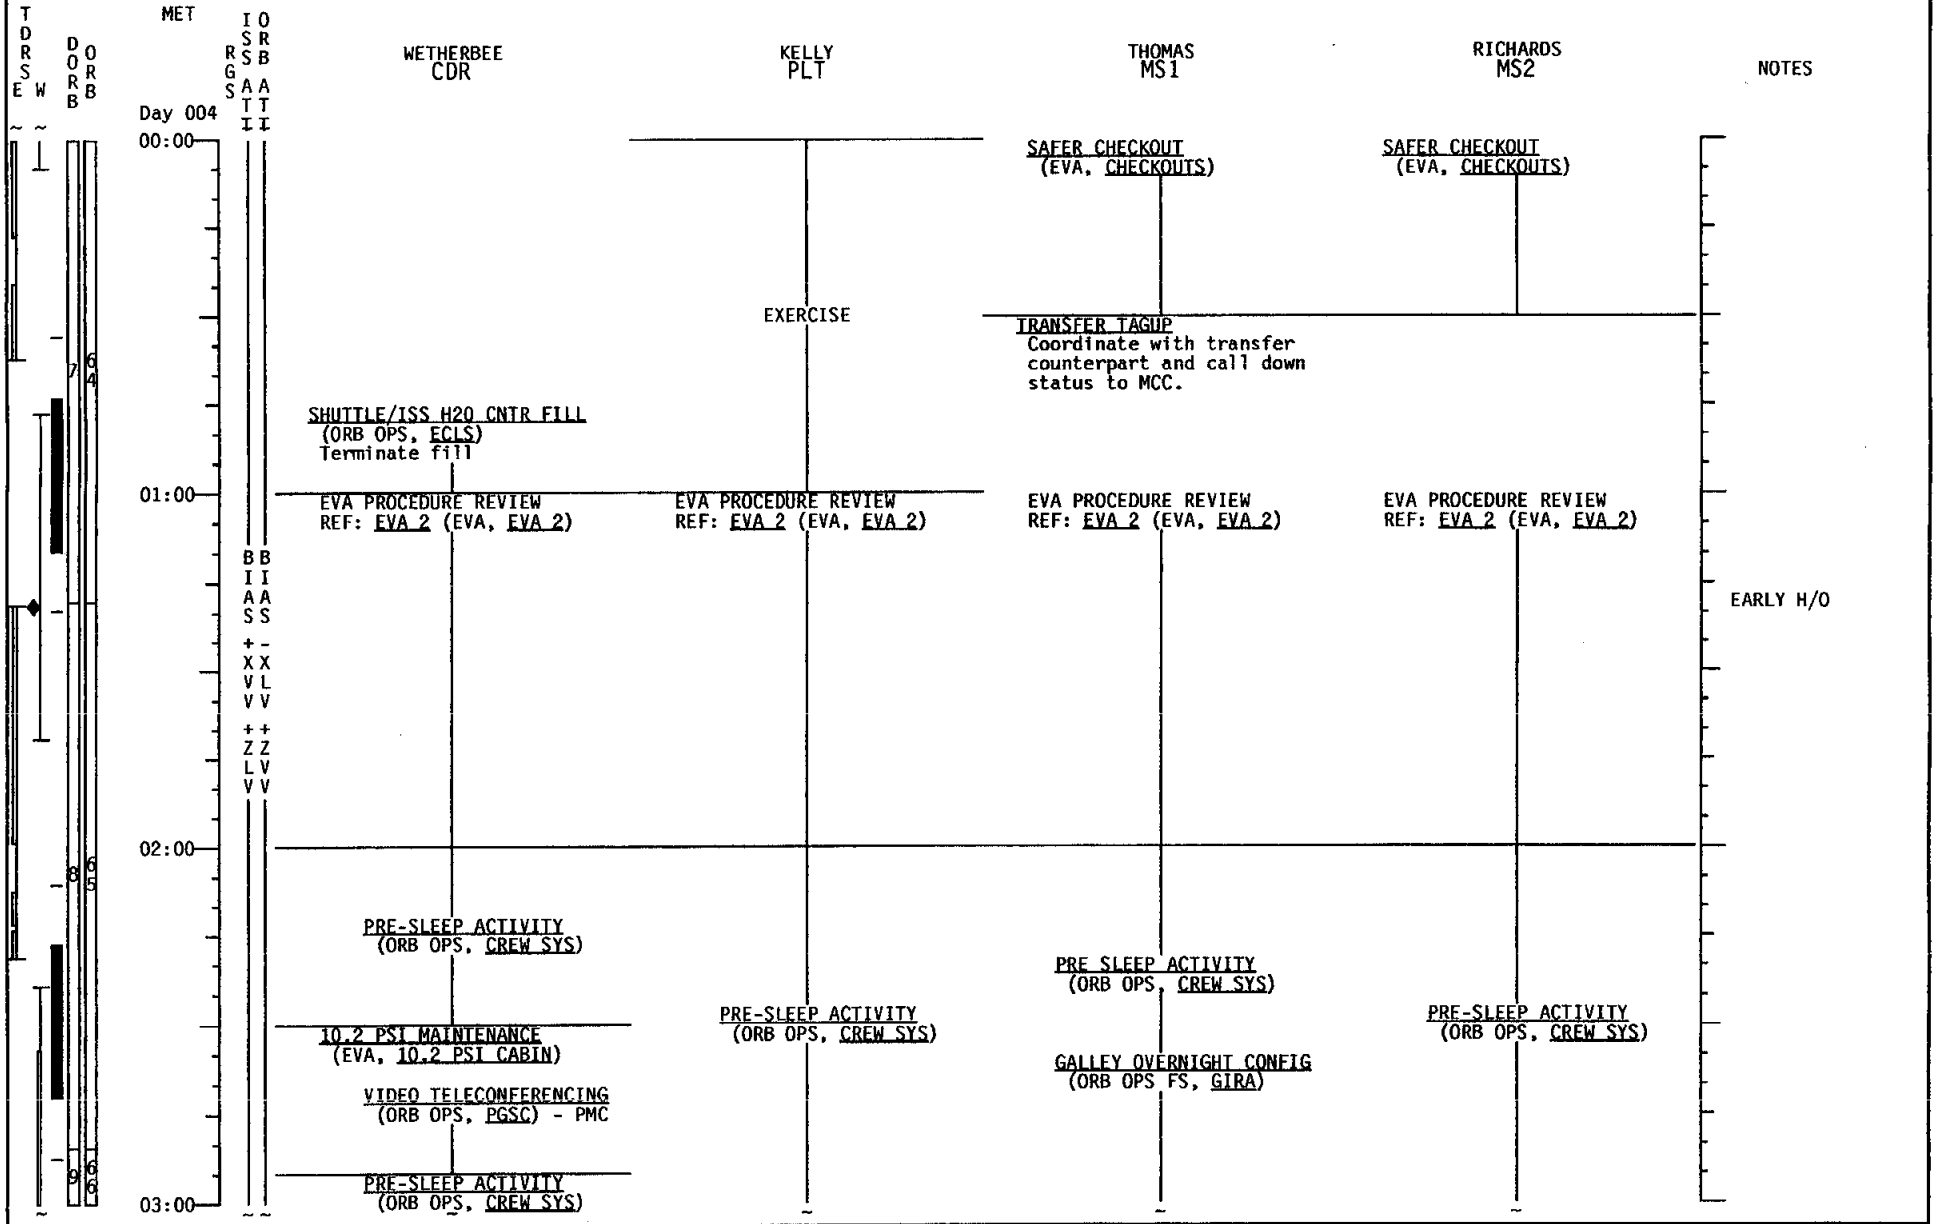 TDRS
E W
DORB
ORB
MET
RGS
ISS ATT
ORB ATT
WETHERBEE
CDR
KELLY
PLT
THOMAS
MS1
RICHARDS
MS2
NOTES
Day 004
00:00
SAFER CHECKOUT
(EVA, CHECKOUTS)
SAFER CHECKOUT
(EVA, CHECKOUTS)
EXERCISE
TRANSFER TAGUP
Coordinate with transfer
counterpart and call down
status to MCC.
7
64
SHUTTLE/ISS H2O CNTR FILL
(ORB OPS, ECLS)
Terminate fill
01:00
EVA PROCEDURE REVIEW
REF: EVA 2 (EVA, EVA 2)
EVA PROCEDURE REVIEW
REF: EVA 2 (EVA, EVA 2)
EVA PROCEDURE REVIEW
REF: EVA 2 (EVA, EVA 2)
EVA PROCEDURE REVIEW
REF: EVA 2 (EVA, EVA 2)
BIAS +XVV +ZLV
BIAS -XLV +ZVV
EARLY H/O
02:00
8
65
PRE-SLEEP ACTIVITY
(ORB OPS, CREW SYS)
PRE SLEEP ACTIVITY
(ORB OPS, CREW SYS)
PRE-SLEEP ACTIVITY
(ORB OPS, CREW SYS)
PRE-SLEEP ACTIVITY
(ORB OPS, CREW SYS)
10.2 PSI MAINTENANCE
(EVA, 10.2 PSI CABIN)
GALLEY OVERNIGHT CONFIG
(ORB OPS FS, GIRA)
VIDEO TELECONFERENCING
(ORB OPS, PGSC) - PMC
9
66
PRE-SLEEP ACTIVITY
(ORB OPS, CREW SYS)
03:00